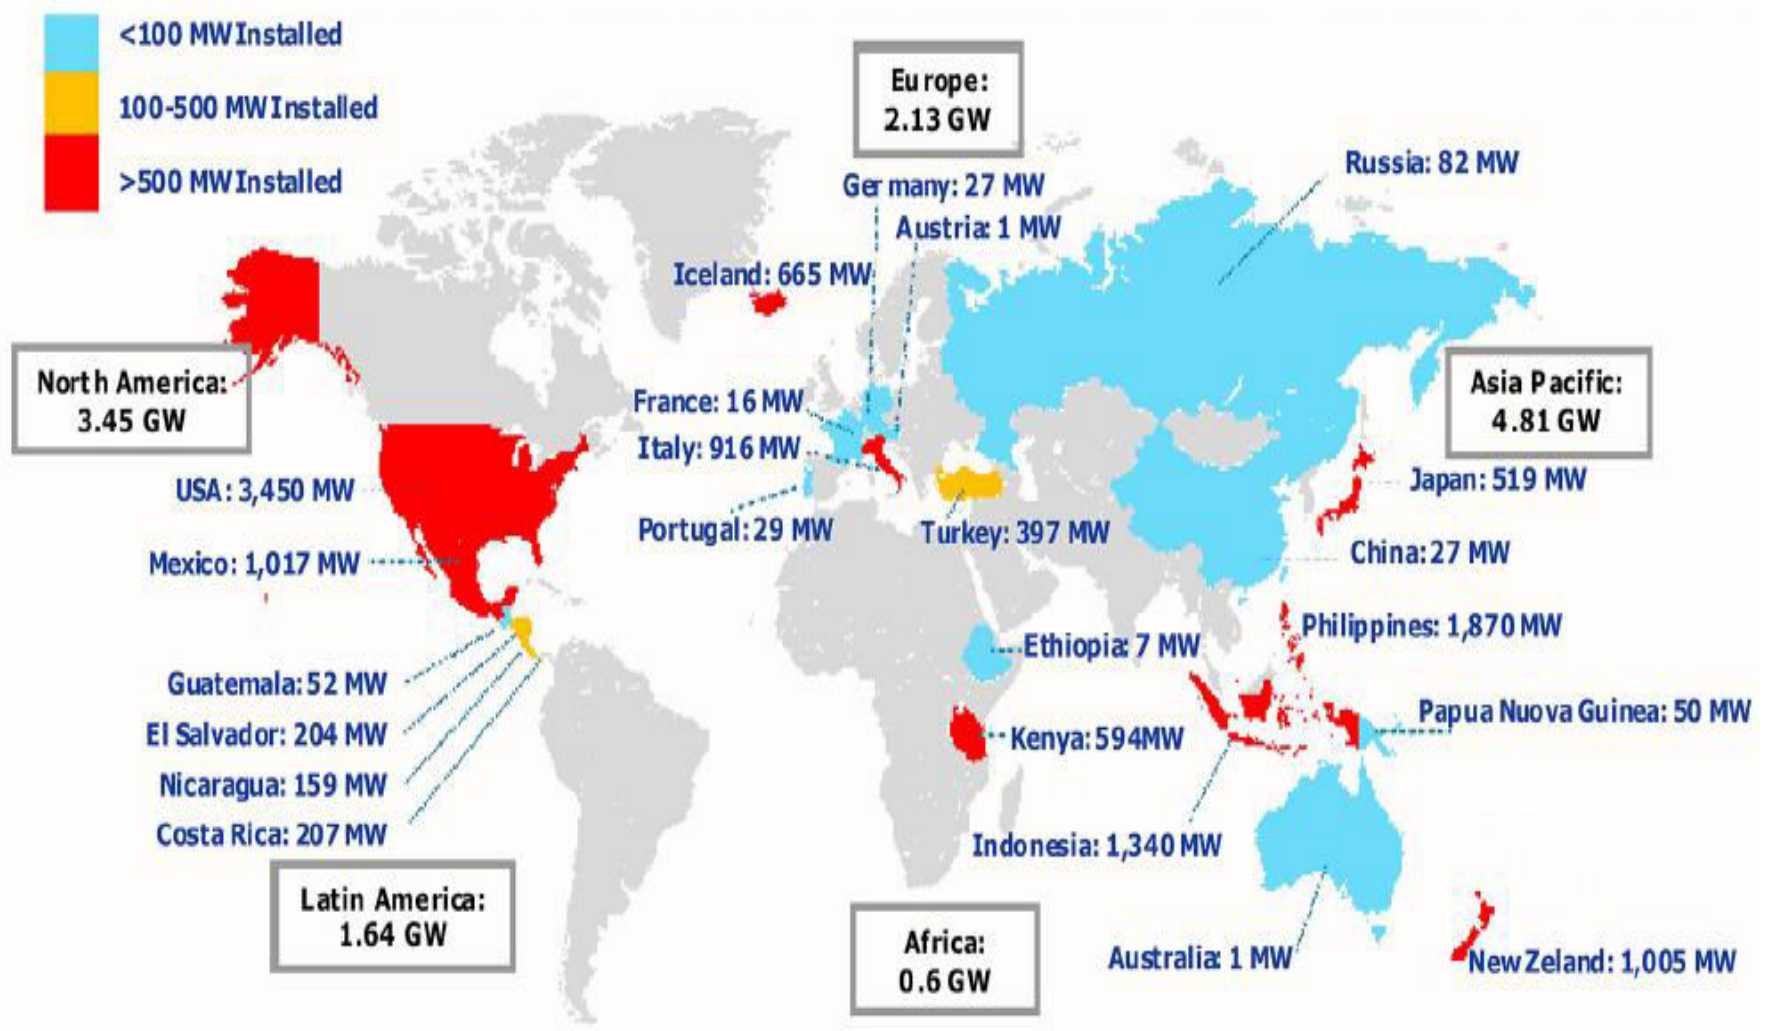 <100 MW Installed
100-500 MW Installed
>500 MW Installed
Europe:
2.13 GW
Germany: 27 MW
Austria: 1 MW
Russia: 82 MW
Iceland: 665 MW
North America:
3.45 GW
Asia Pacific:
4.81 GW
France: 16 MW
Italy: 916 MW
Portugal: 29 MW
Turkey: 397 MW
USA: 3,450 MW
Mexico: 1,017 MW
Japan: 519 MW
China: 27 MW
Philippines: 1,870 MW
Ethiopia: 7 MW
Kenya: 594MW
Papua Nuova Guinea: 50 MW
Guatemala: 52 MW
El Salvador: 204 MW
Nicaragua: 159 MW
Costa Rica: 207 MW
Indonesia: 1,340 MW
Latin America:
1.64 GW
Africa:
0.6 GW
Australia: 1 MW
New Zeland: 1,005 MW